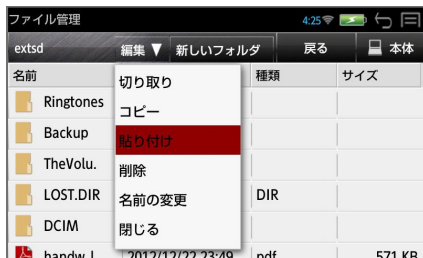 ファイル管理 4:25
extsd 編集 ▼ 新しいフォルダ 戻る 本体
名前 種類 サイズ
切り取り
Ringtones
コピー
Backup
貼り付け
TheVolu.
削除
LOST.DIR DIR
名前の変更
DCIM
閉じる
2012/12/22 23:49 pdf 571 KB